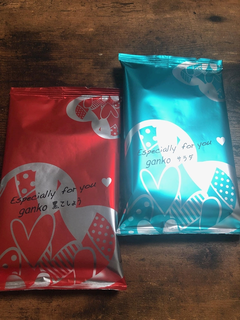 Especially for you
ganko 黒こしょう
Especially for you
ganko サラダ